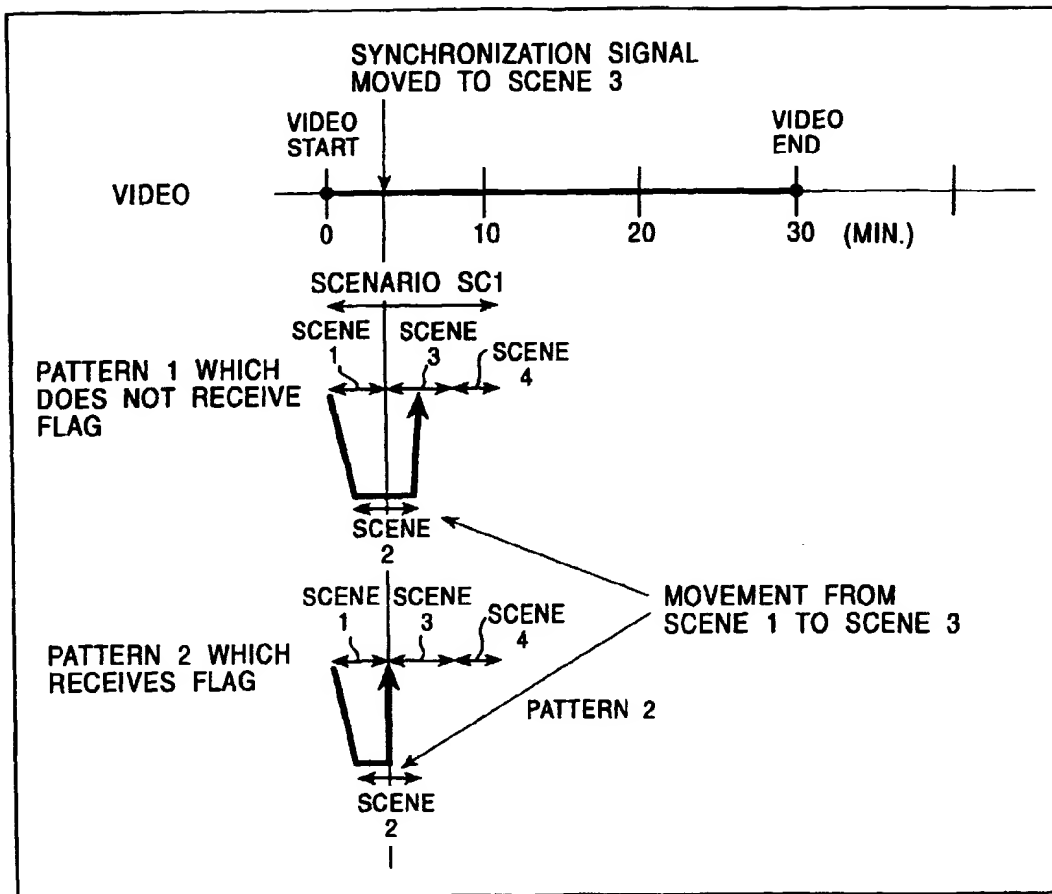 SYNCHRONIZATION SIGNAL
MOVED TO SCENE 3
VIDEO
START
VIDEO
END
VIDEO
0
10
20
30
(MIN.)
SCENARIO SC1
SCENE
1
SCENE
3
SCENE
4
PATTERN 1 WHICH
DOES NOT RECEIVE
FLAG
SCENE
2
SCENE
1
SCENE
3
SCENE
4
MOVEMENT FROM
SCENE 1 TO SCENE 3
PATTERN 2 WHICH
RECEIVES FLAG
PATTERN 2
SCENE
2